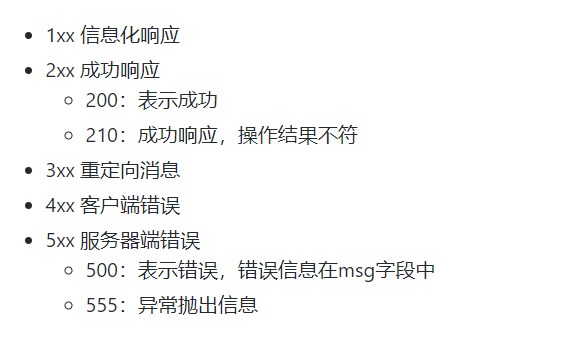 1xx 信息化响应
2xx 成功响应
200：表示成功
210：成功响应，操作结果不符
3xx 重定向消息
4xx 客户端错误
5xx 服务器端错误
500：表示错误，错误信息在msg字段中
555：异常抛出信息